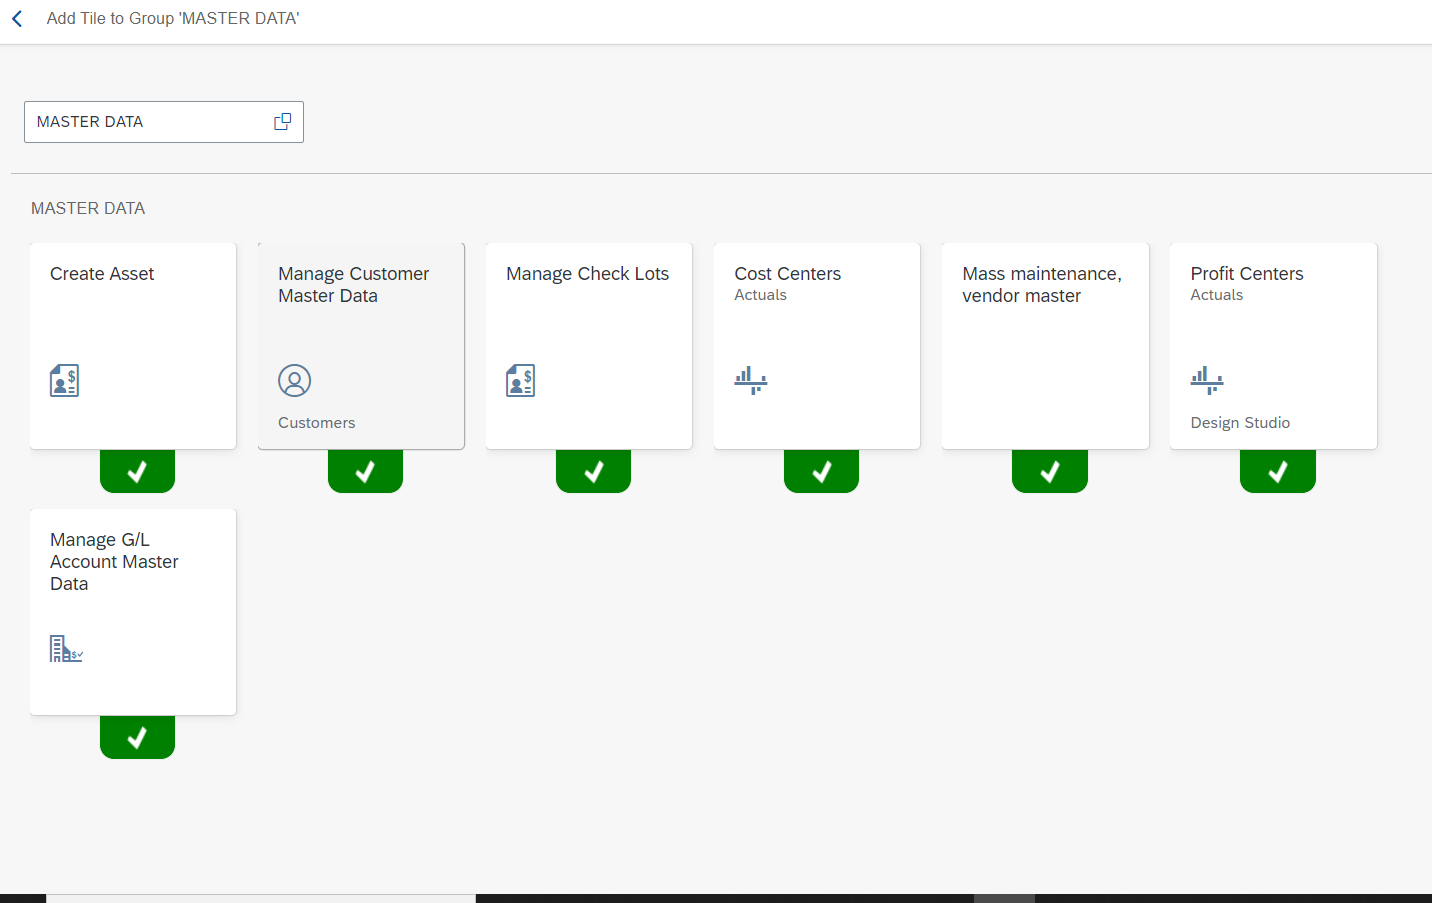 Add Tile to Group 'MASTER DATA'
MASTER DATA
MASTER DATA
Create Asset
Manage Customer
Master Data
Customers
Manage Check Lots
Cost Centers
Actuals
Mass maintenance,
vendor master
Profit Centers
Actuals
Design Studio
Manage G/L
Account Master
Data